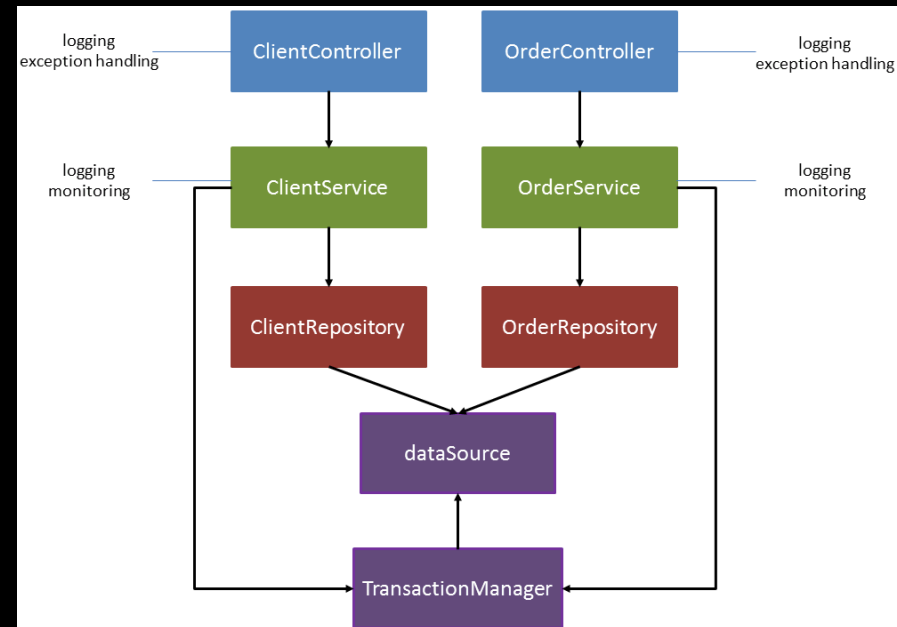 logging
exception handling
ClientController
OrderController
logging
exception handling
logging
monitoring
ClientService
OrderService
logging
monitoring
ClientRepository
OrderRepository
dataSource
TransactionManager